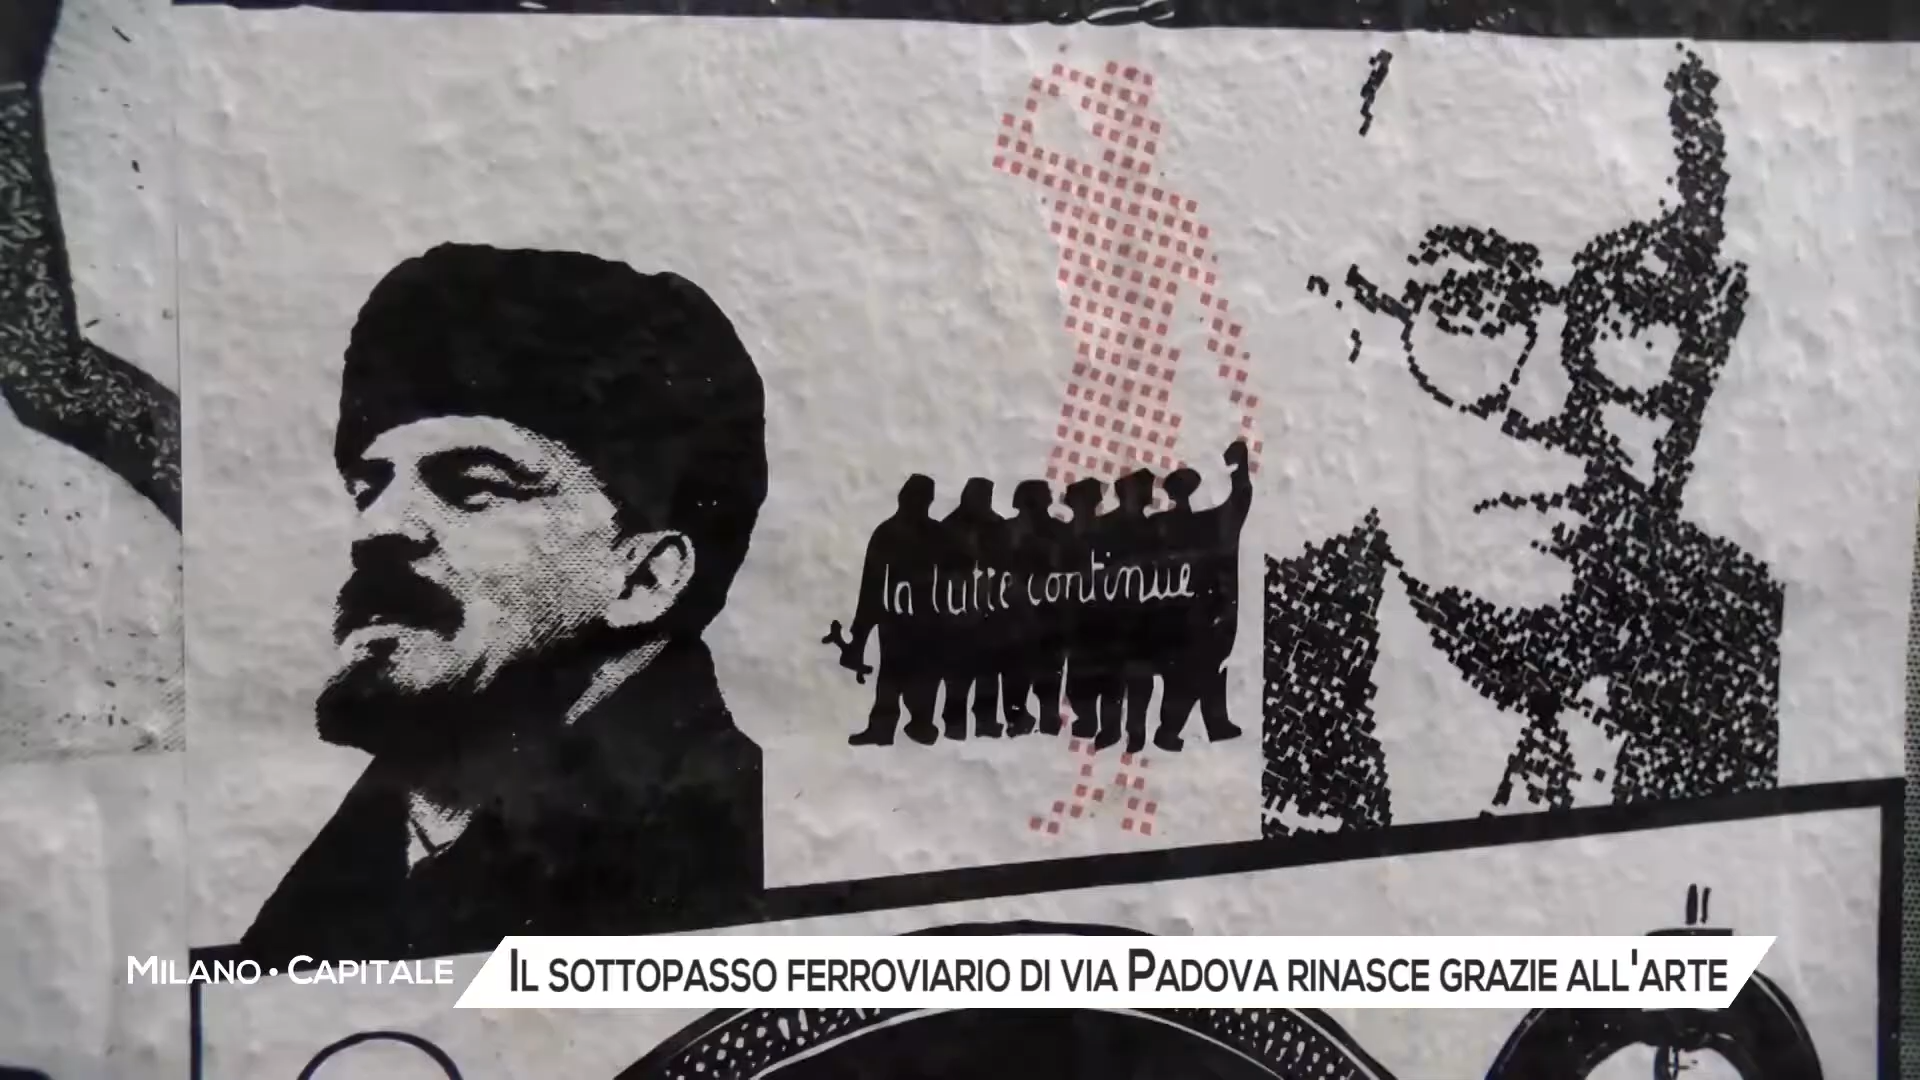 la lutte continue
MILANO • CAPITALE
IL SOTTOPASSO FERROVIARIO DI VIA PADOVA RINASCE GRAZIE ALL'ARTE